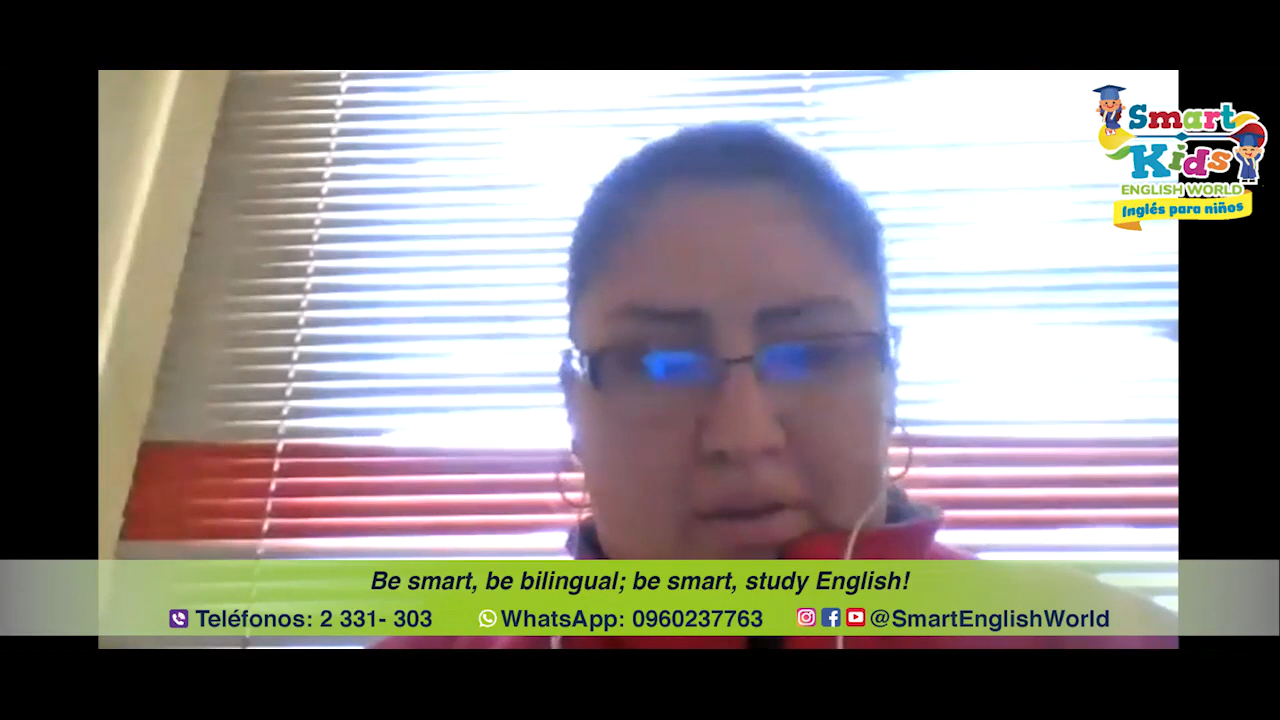 Smart
Kids
ENGLISH WORLD
Inglés para niños
Be smart, be bilingual; be smart, study English!
Teléfonos: 2 331- 303 WhatsApp: 0960237763 @SmartEnglishWorld